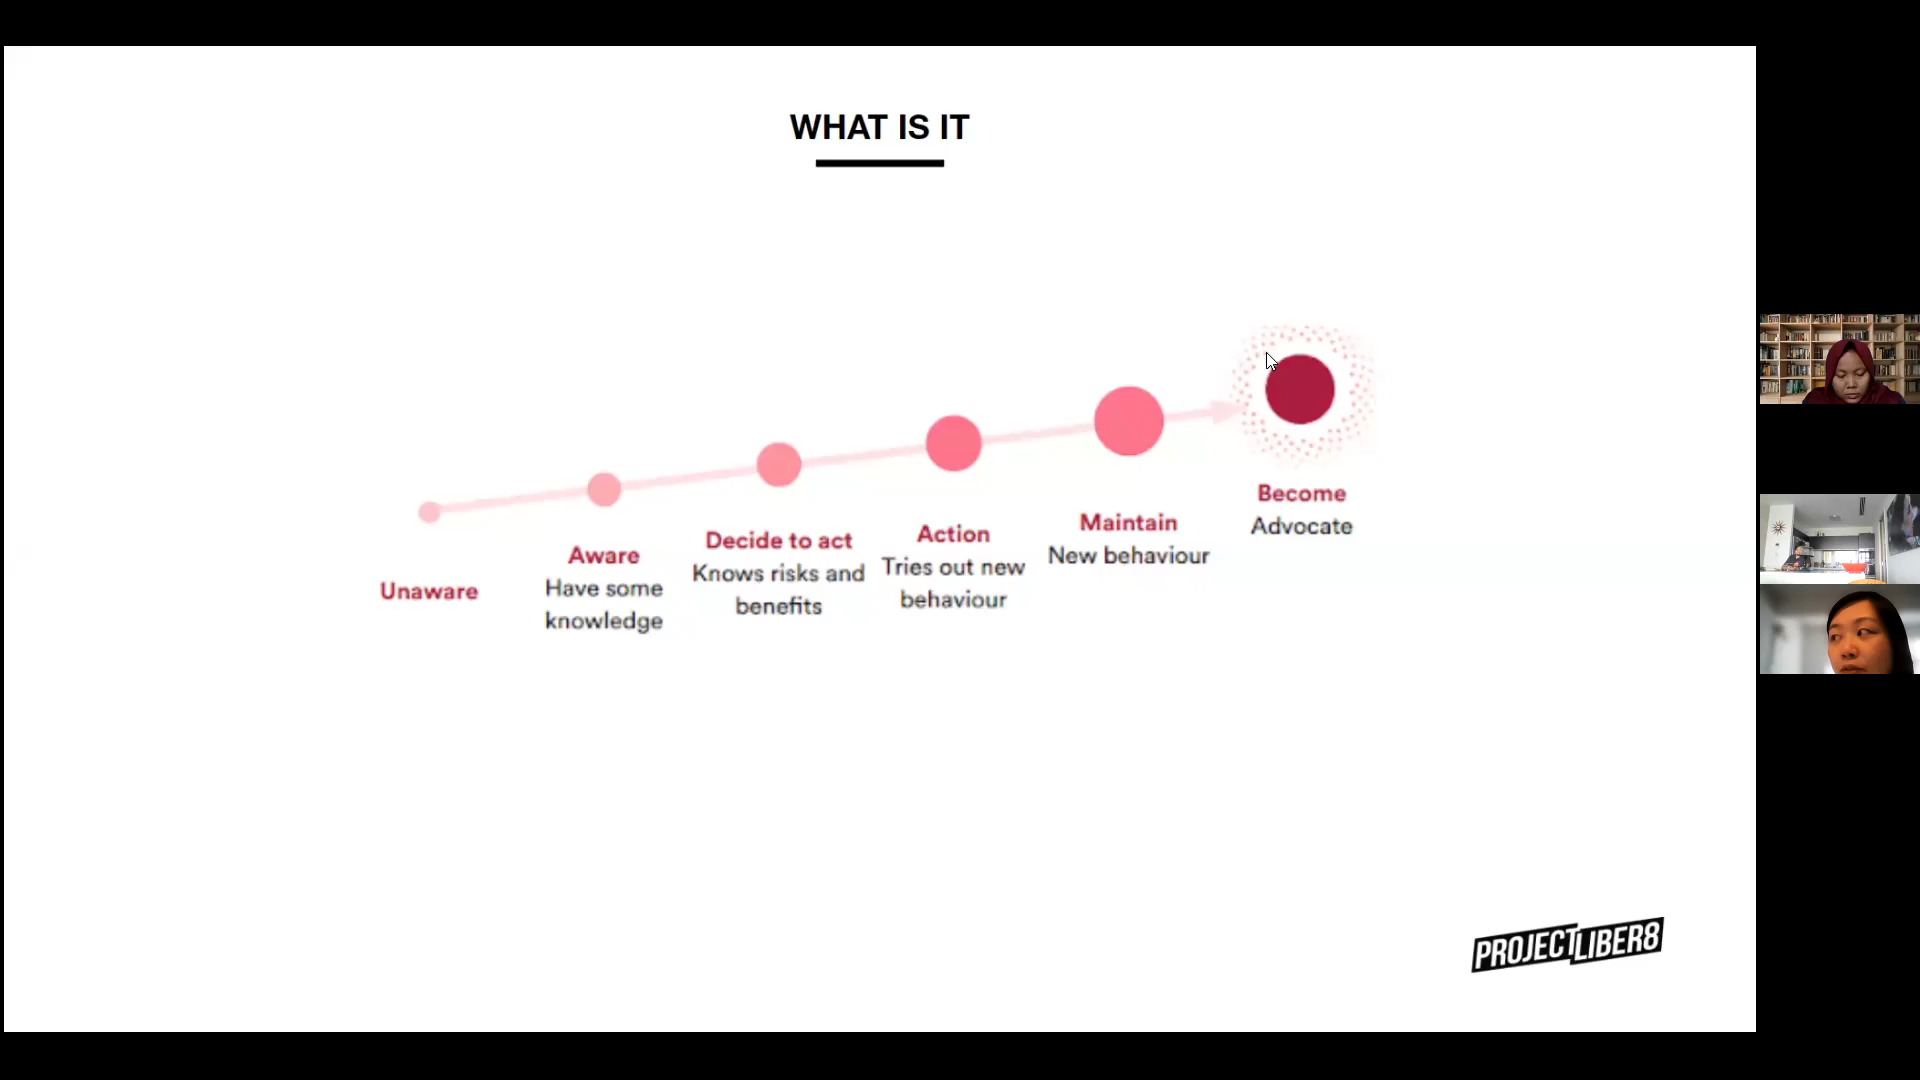 WHAT IS IT
Unaware
Aware
Have some
knowledge
Decide to act
Knows risks and
benefits
Action
Tries out new
behaviour
Maintain
New behaviour
Become
Advocate
PROJECTLIBER8